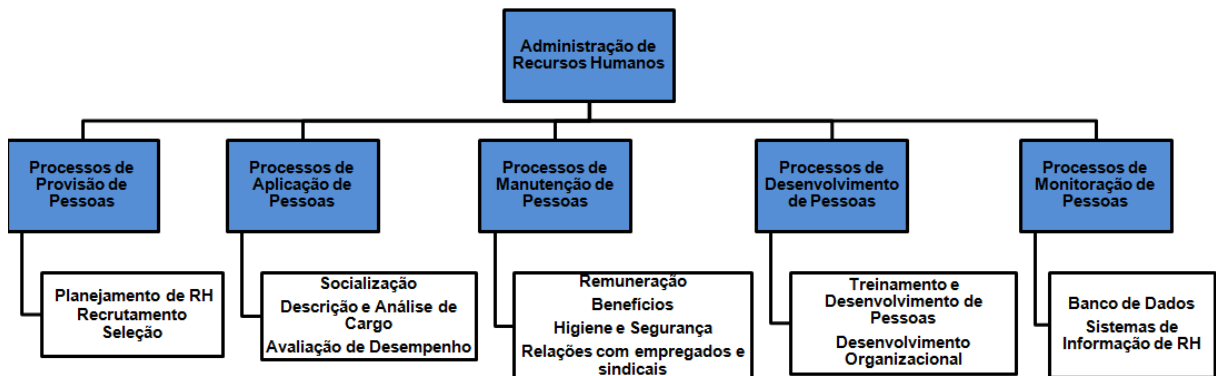 Administração de
Recursos Humanos
Processos de
Provisão de
Pessoas
Processos de
Aplicação de
Pessoas
Processos de
Manutenção de
Pessoas
Processos de
Desenvolvimento
de Pessoas
Processos de
Monitoração de
Pessoas
Planejamento de RH
Recrutamento
Seleção
Socialização
Descrição e Análise de
Cargo
Avaliação de Desempenho
Remuneração
Benefícios
Higiene e Segurança
Relações com empregados e
sindicais
Treinamento e
Desenvolvimento de
Pessoas
Desenvolvimento
Organizacional
Banco de Dados
Sistemas de
Informação de RH